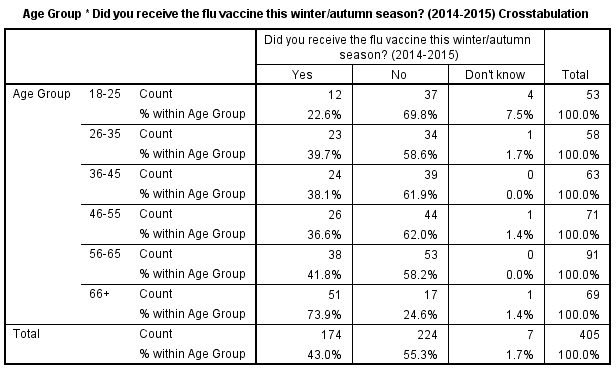 Age Group * Did you receive the flu vaccine this winter/autumn season? (2014-2015) Crosstabulation
Did you receive the flu vaccine this winter/autumn
season? (2014-2015)
Yes No Don't know Total
Age Group 18-25 Count 12 37 4 53
% within Age Group 22.6% 69.8% 7.5% 100.0%
26-35 Count 23 34 1 58
% within Age Group 39.7% 58.6% 1.7% 100.0%
36-45 Count 24 39 0 63
% within Age Group 38.1% 61.9% 0.0% 100.0%
46-55 Count 26 44 1 71
% within Age Group 36.6% 62.0% 1.4% 100.0%
56-65 Count 38 53 0 91
% within Age Group 41.8% 58.2% 0.0% 100.0%
66+ Count 51 17 1 69
% within Age Group 73.9% 24.6% 1.4% 100.0%
Total Count 174 224 7 405
% within Age Group 43.0% 55.3% 1.7% 100.0%